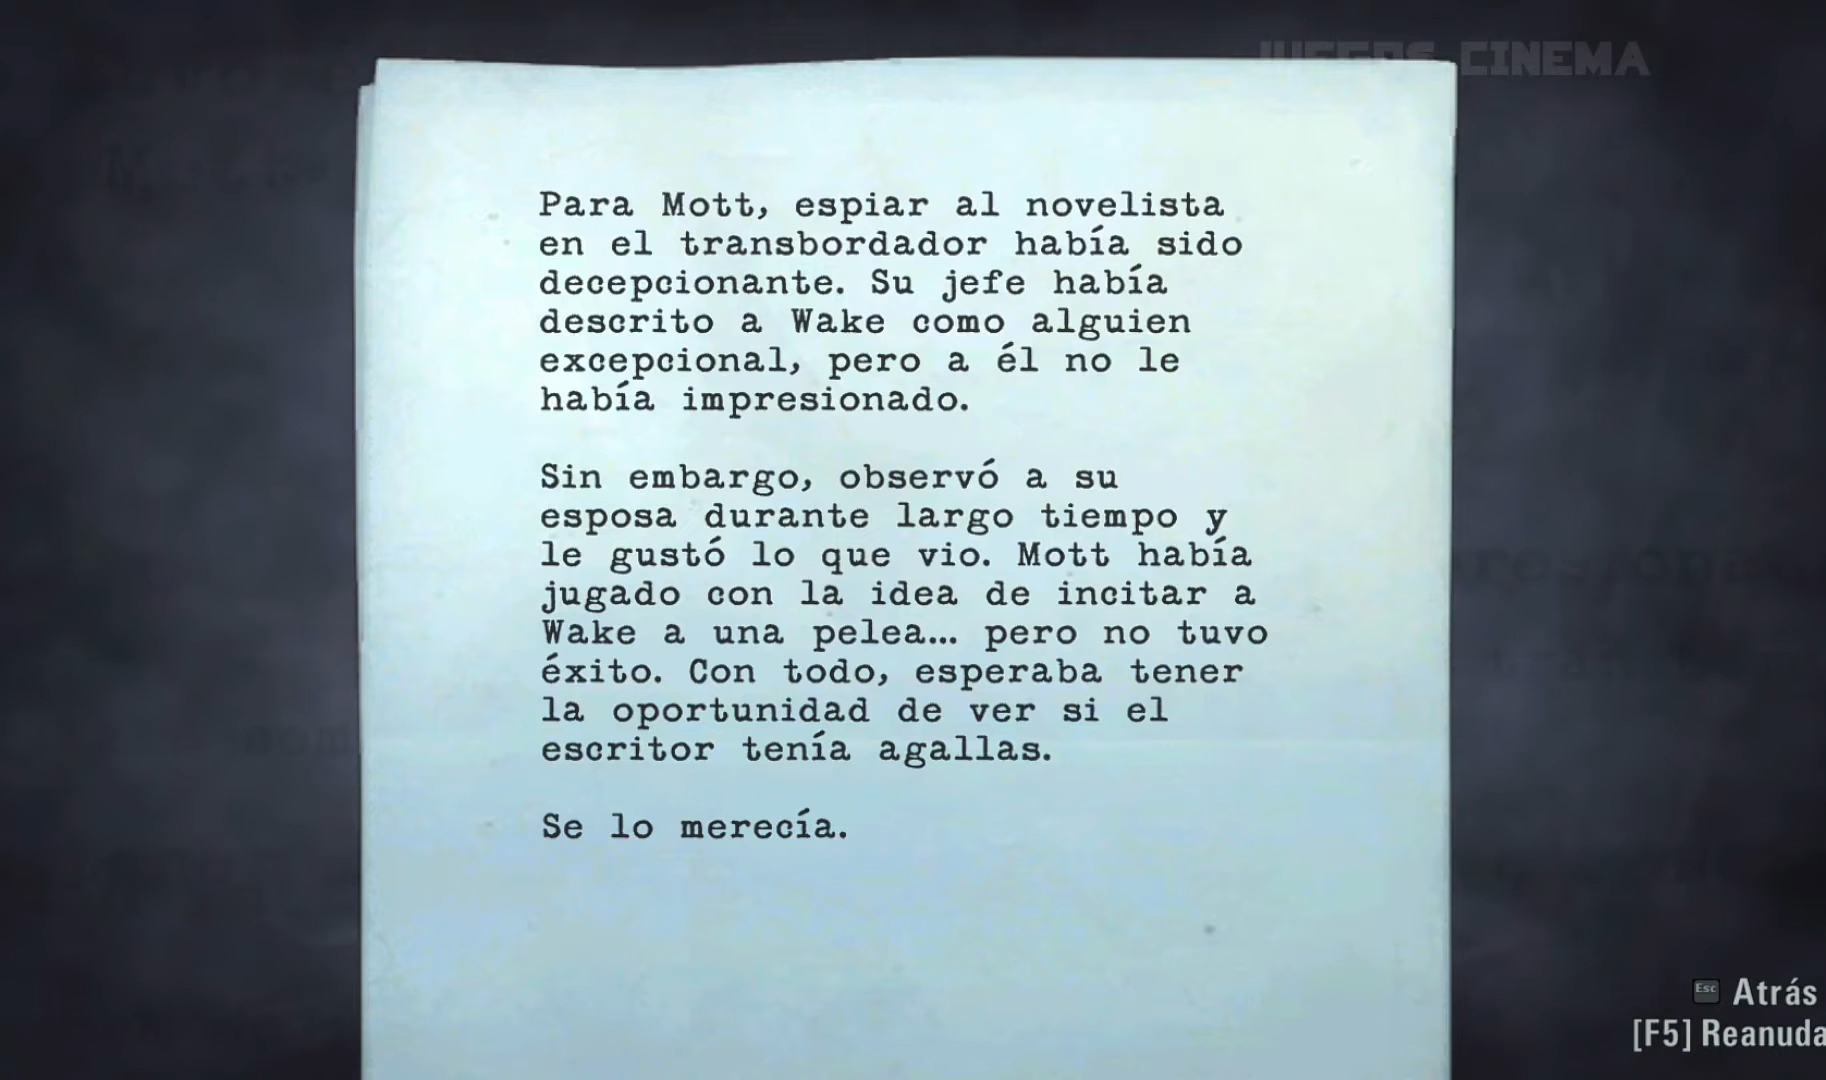 JUEGOS CINEMA
Para Mott, espiar al novelista
en el transbordador había sido
decepcionante. Su jefe había
descrito a Wake como alguien
excepcional, pero a él no le
había impresionado.
Sin embargo, observó a su
esposa durante largo tiempo y
le gustó lo que vio. Mott había
jugado con la idea de incitar a
Wake a una pelea... pero no tuvo
éxito. Con todo, esperaba tener
la oportunidad de ver si el
escritor tenía agallas.
Se lo merecía.
Esc Atrás
[F5] Reanuda